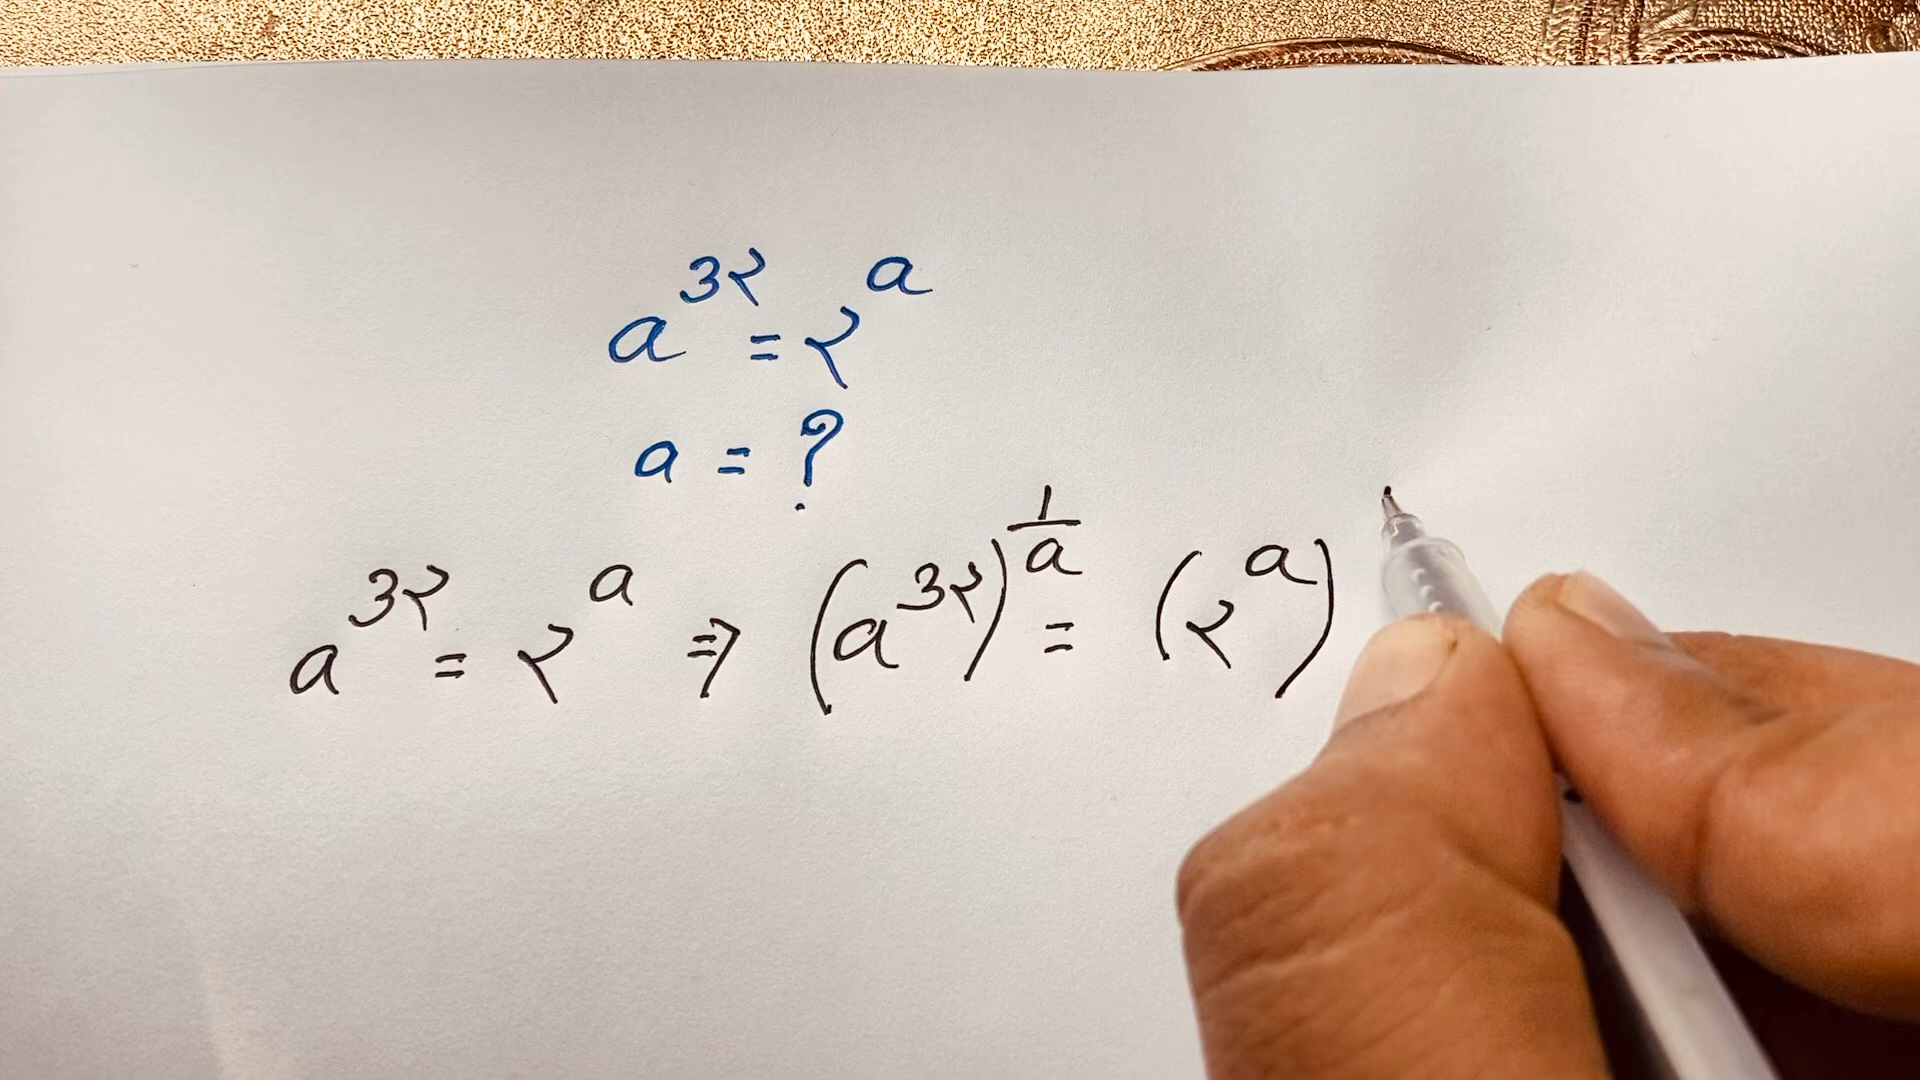 a^32 = 2^a
a = ?
a^32 = 2^a ⇒ (a^32)^(1/a) = (2^a)